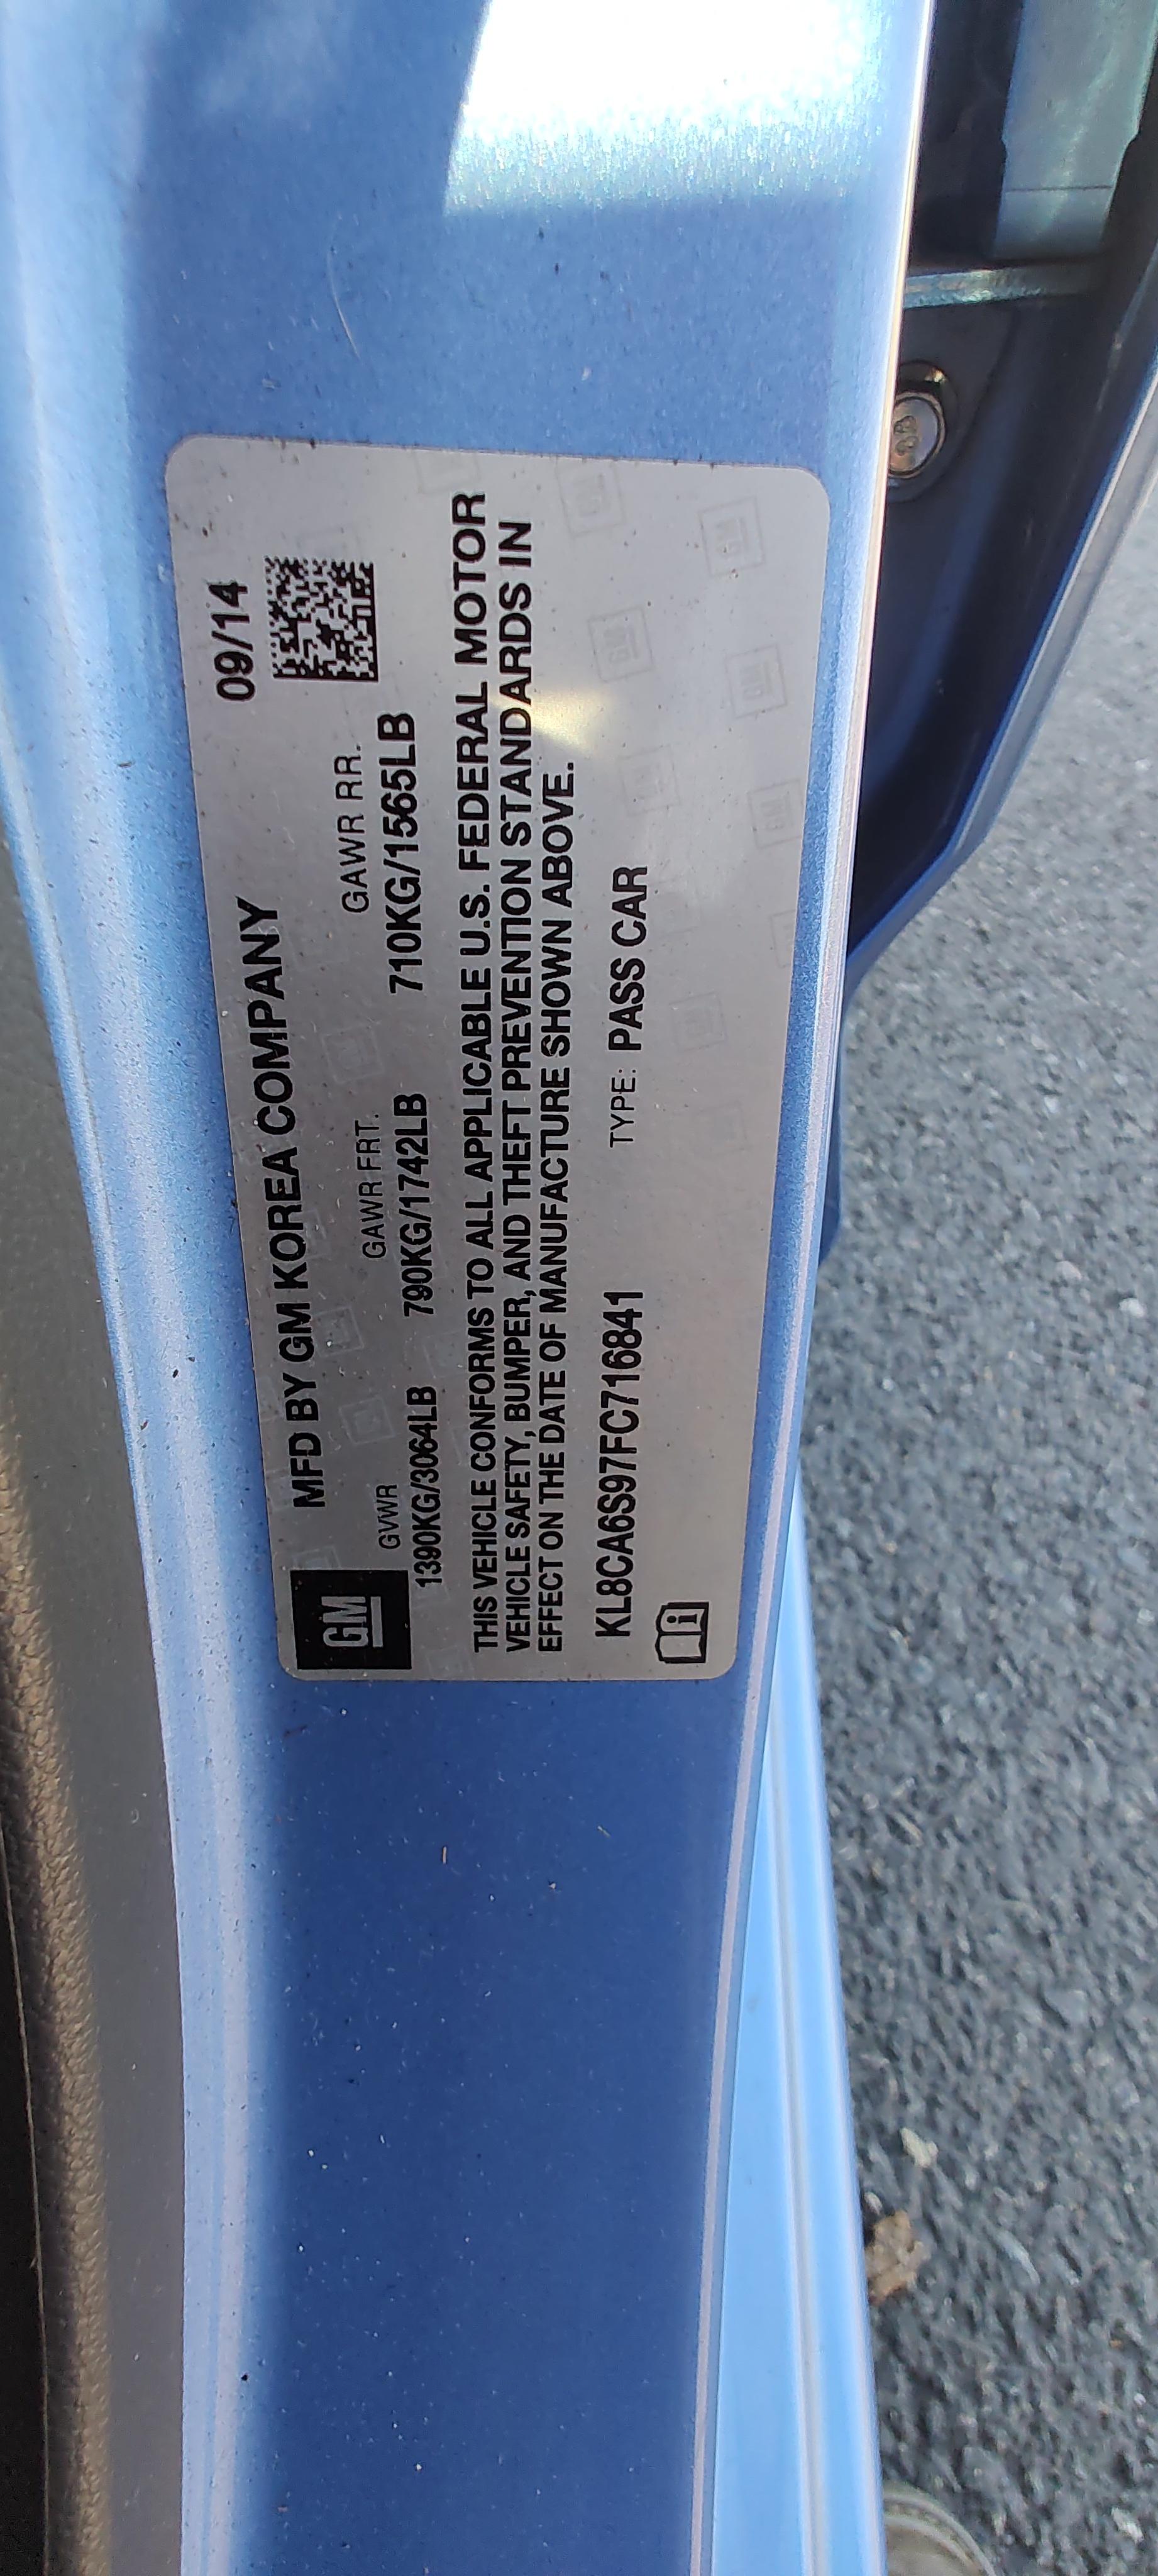 MFD BY GM KOREA COMPANY 09/14
GM
GVWR GAWR FRT. GAWR RR.
1390KG/3064LB 790KG/1742LB 710KG/1565LB
THIS VEHICLE CONFORMS TO ALL APPLICABLE U.S. FEDERAL MOTOR
VEHICLE SAFETY, BUMPER, AND THEFT PREVENTION STANDARDS IN
EFFECT ON THE DATE OF MANUFACTURE SHOWN ABOVE.
KL8CA6S97FC716841 TYPE: PASS CAR